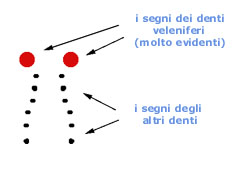 i segni dei denti
veleniferi
(molto evidenti)
i segni degli
altri denti